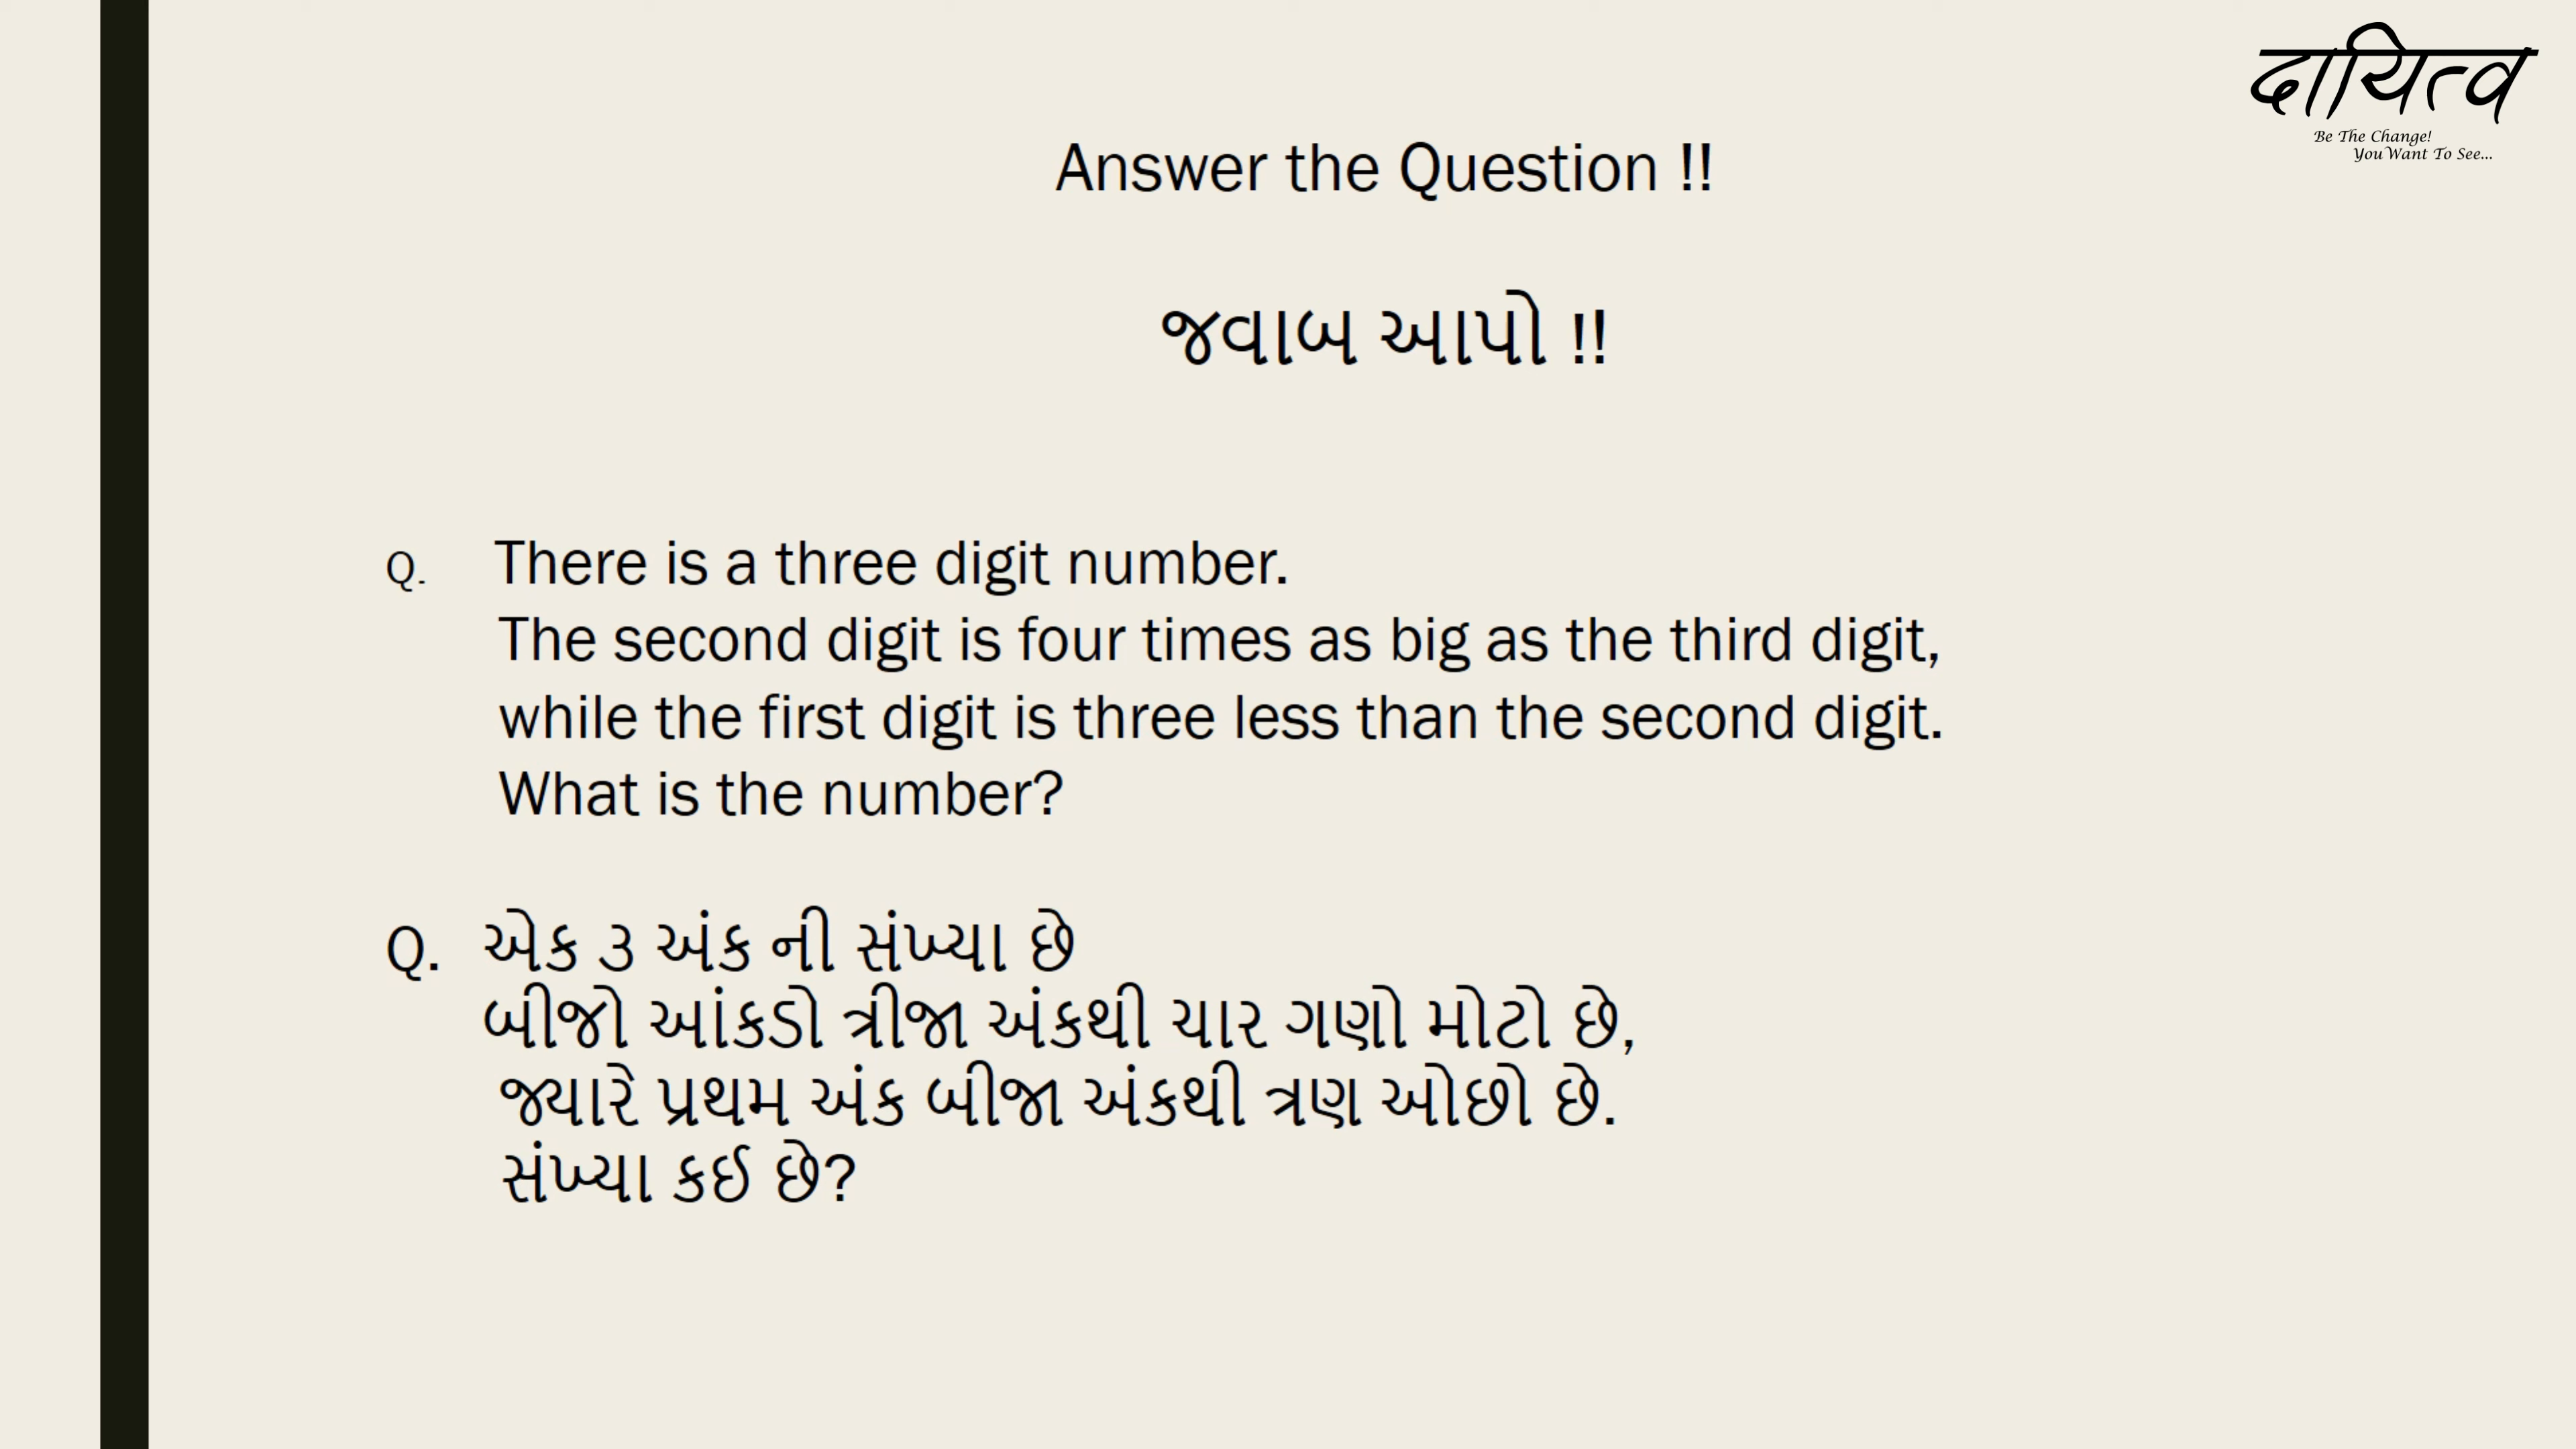 दायित्व
Be The Change!
You Want To See...
Answer the Question !!
જવાબ આપો !!
Q. There is a three digit number.
The second digit is four times as big as the third digit,
while the first digit is three less than the second digit.
What is the number?
Q. એક ૩ અંક ની સંખ્યા છે
બીજો આંકડો ત્રીજા અંકથી ચાર ગણો મોટો છે,
જ્યારે પ્રથમ અંક બીજા અંકથી ત્રણ ઓછો છે.
સંખ્યા કઈ છે?